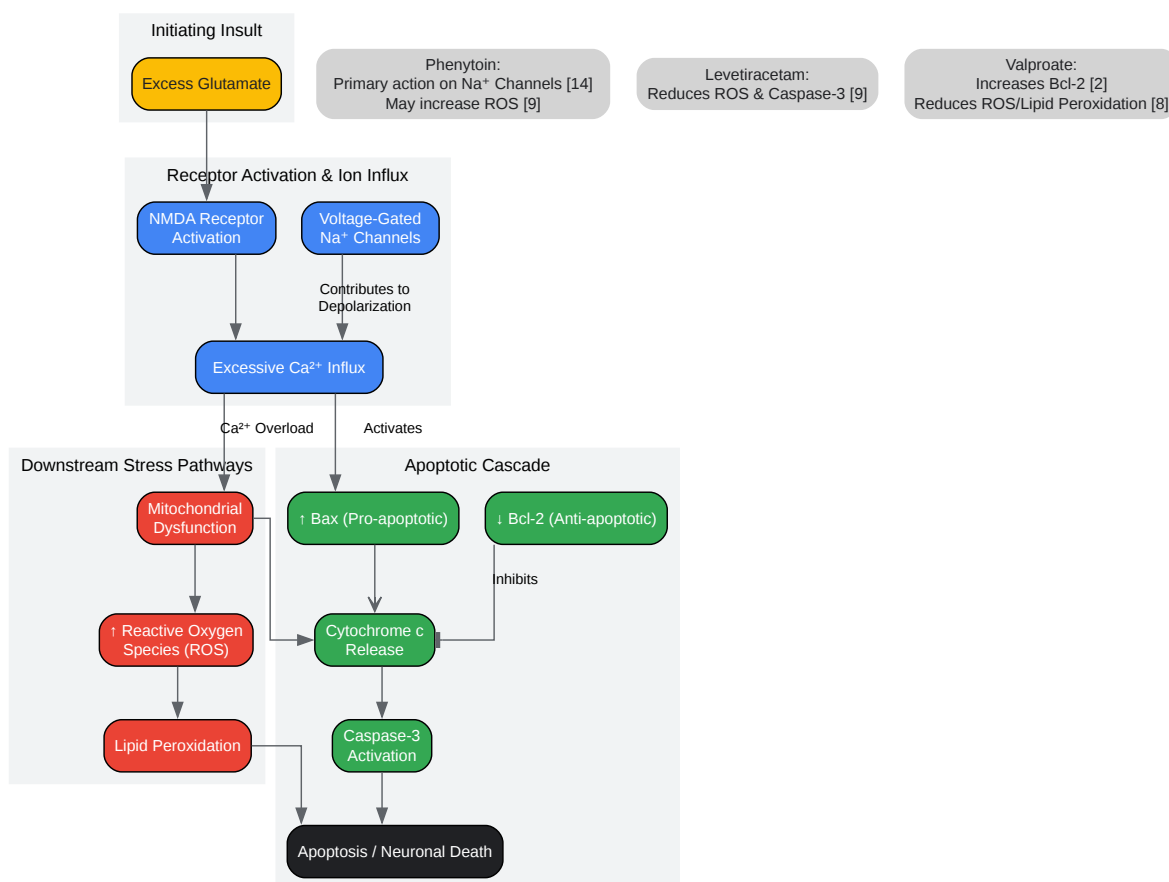 Initiating Insult
Excess Glutamate
Phenytoin:
Primary action on Na⁺ Channels [14]
May increase ROS [9]
Levetiracetam:
Reduces ROS & Caspase-3 [9]
Valproate:
Increases Bcl-2 [2]
Reduces ROS/Lipid Peroxidation [8]
Receptor Activation & Ion Influx
NMDA Receptor
Activation
Voltage-Gated
Na⁺ Channels
Contributes to
Depolarization
Excessive Ca²⁺ Influx
Ca²⁺ Overload
Activates
Downstream Stress Pathways
Mitochondrial
Dysfunction
↑ Reactive Oxygen
Species (ROS)
Lipid Peroxidation
Apoptotic Cascade
↑ Bax (Pro-apoptotic)
↓ Bcl-2 (Anti-apoptotic)
Inhibits
Cytochrome c
Release
Caspase-3
Activation
Apoptosis / Neuronal Death